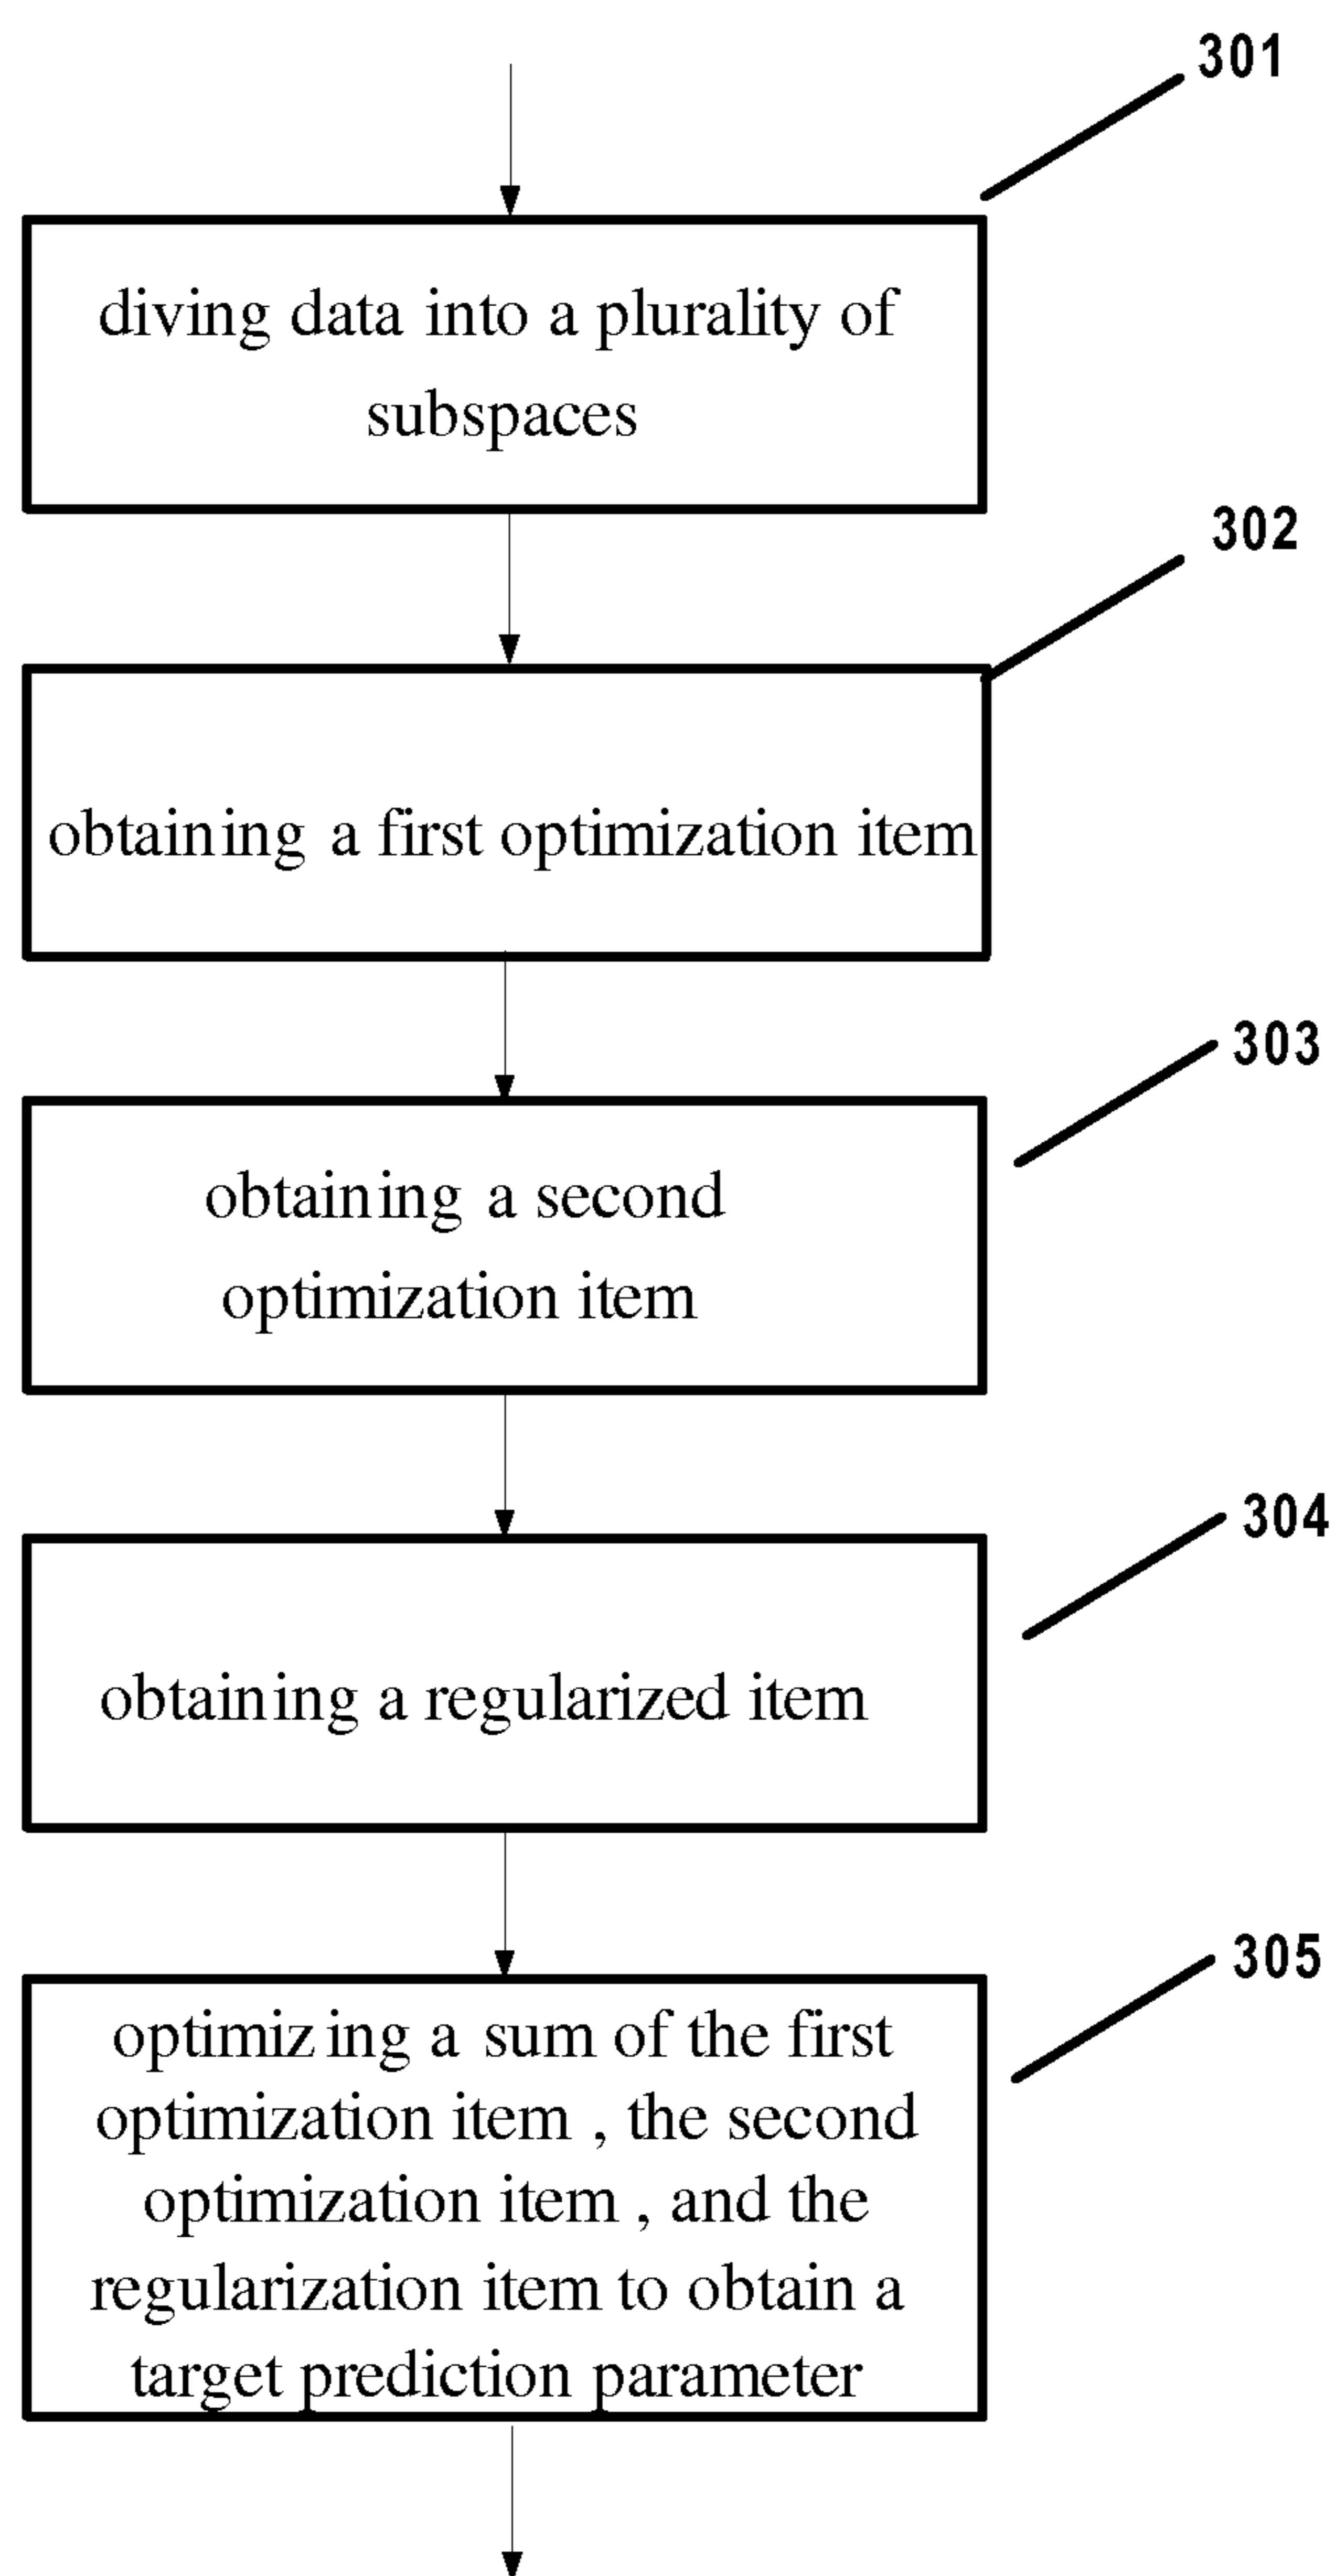 301
diving data into a plurality of
subspaces
302
obtaining a first optimization item
303
obtaining a second
optimization item
304
obtaining a regularized item
305
optimizing a sum of the first
optimization item , the second
optimization item , and the
regularization item to obtain a
target prediction parameter